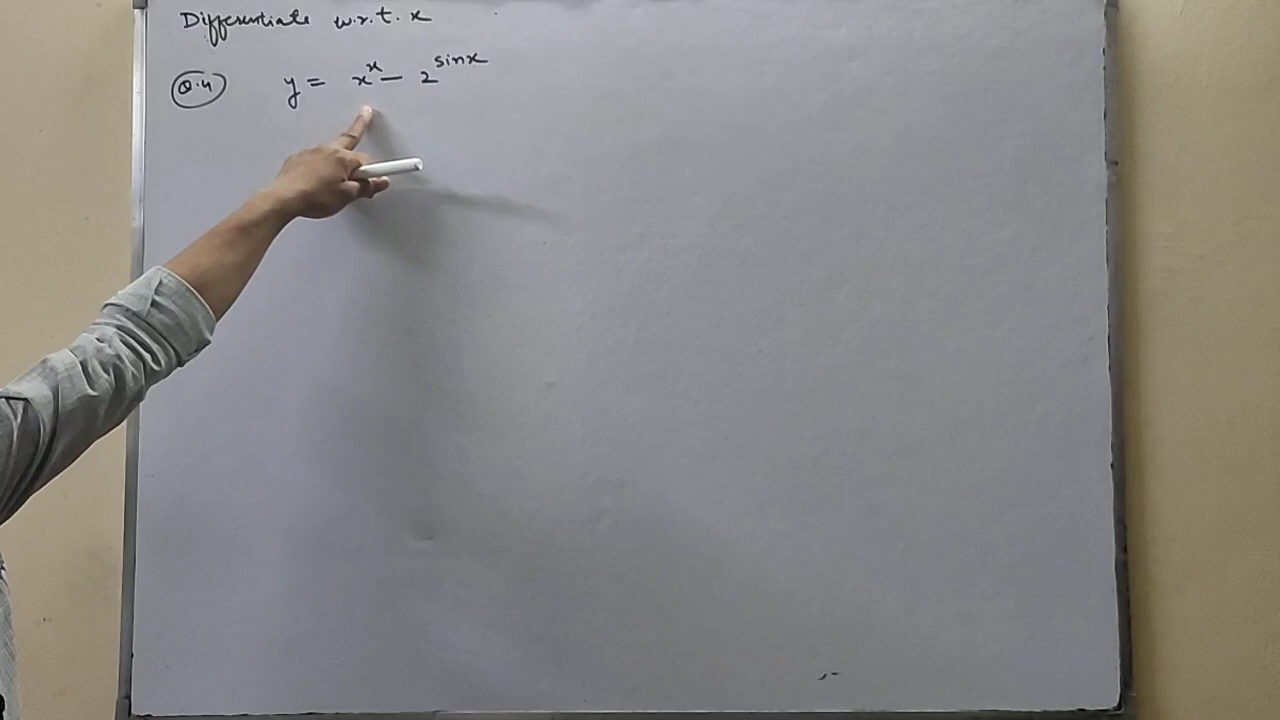 Differentiate w.r.t. x
Q.4 y = x^x - 2^sinx